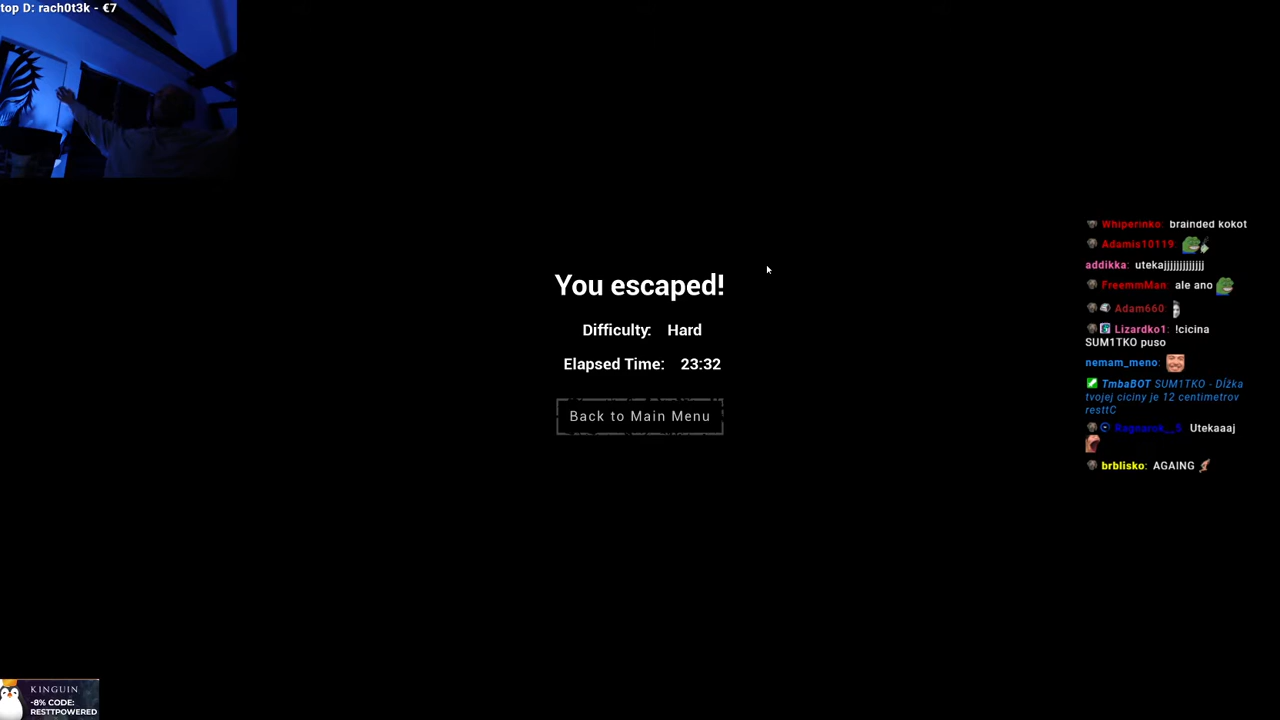 top D: rach0t3k - €7
You escaped!
Difficulty: Hard
Elapsed Time: 23:32
Back to Main Menu
Whiperinko: brainded kokot
Adamis10119:
addikka: utekajjjjjjjjjjjjj
FreemmMan: ale ano
Adam660:
Lizardko1: !cicina
SUM1TKO puso
nemam_meno:
TmbaBOT SUM1TKO - Dĺžka
tvojej ciciny je 12 centimetrov
resttC
Ragnarok__5: Utekaaaj
brblisko: AGAING
KINGUIN
-8% CODE:
RESTTPOWERED